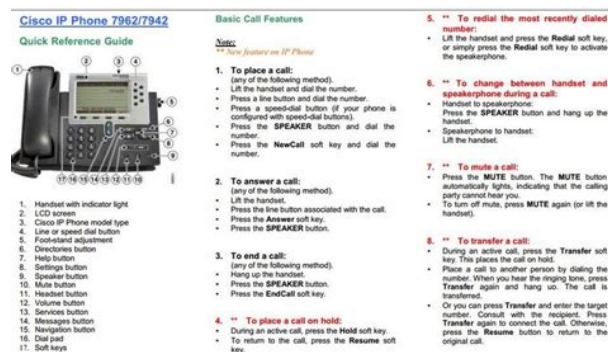 Cisco IP Phone 7962/7942
Quick Reference Guide
1. Handset with indicator light
2. LCD screen
3. Cisco IP Phone model type
4. Line or speed dial button
5. Foot-stand adjustment
6. Directories button
7. Help button
8. Settings button
9. Speaker button
10. Mute button
11. Headset button
12. Volume button
13. Services button
14. Messages button
15. Navigation button
16. Dial pad
17. Soft keys
Basic Call Features
Note:
** New feature on IP Phone
1. To place a call:
(any of the following method).
• Lift the handset and dial the number.
• Press a line button and dial the number.
• Press a speed-dial button (if your phone is
configured with speed-dial buttons).
• Press the SPEAKER button and dial the
number.
• Press the NewCall soft key and dial the
number.
2. To answer a call:
(any of the following method).
• Lift the handset.
• Press the line button associated with the call.
• Press the Answer soft key.
• Press the SPEAKER button.
3. To end a call:
(any of the following method).
• Hang up the handset.
• Press the SPEAKER button.
• Press the EndCall soft key.
4. ** To place a call on hold:
• During an active call, press the Hold soft key.
• To return to the call, press the Resume soft
key.
5. ** To redial the most recently dialed
number:
• Lift the handset and press the Redial soft key,
or simply press the Redial soft key to activate
the speakerphone.
6. ** To change between handset and
speakerphone during a call:
• Handset to speakerphone:
Press the SPEAKER button and hang up the
handset.
• Speakerphone to handset:
Lift the handset.
7. ** To mute a call:
• Press the MUTE button. The MUTE button
automatically lights, indicating that the calling
party cannot hear you.
• To turn off mute, press MUTE again (or lift the
handset).
8. ** To transfer a call:
• During an active call, press the Transfer soft
key. This places the call on hold.
• Place a call to another person by dialing the
number. When you hear the ringing tone, press
Transfer again and hang up. The call is
transferred.
• Or you can press Transfer and enter the target
number. Consult with the recipient. Press
Transfer again to connect the call. Otherwise,
press the Resume button to return to the
original call.